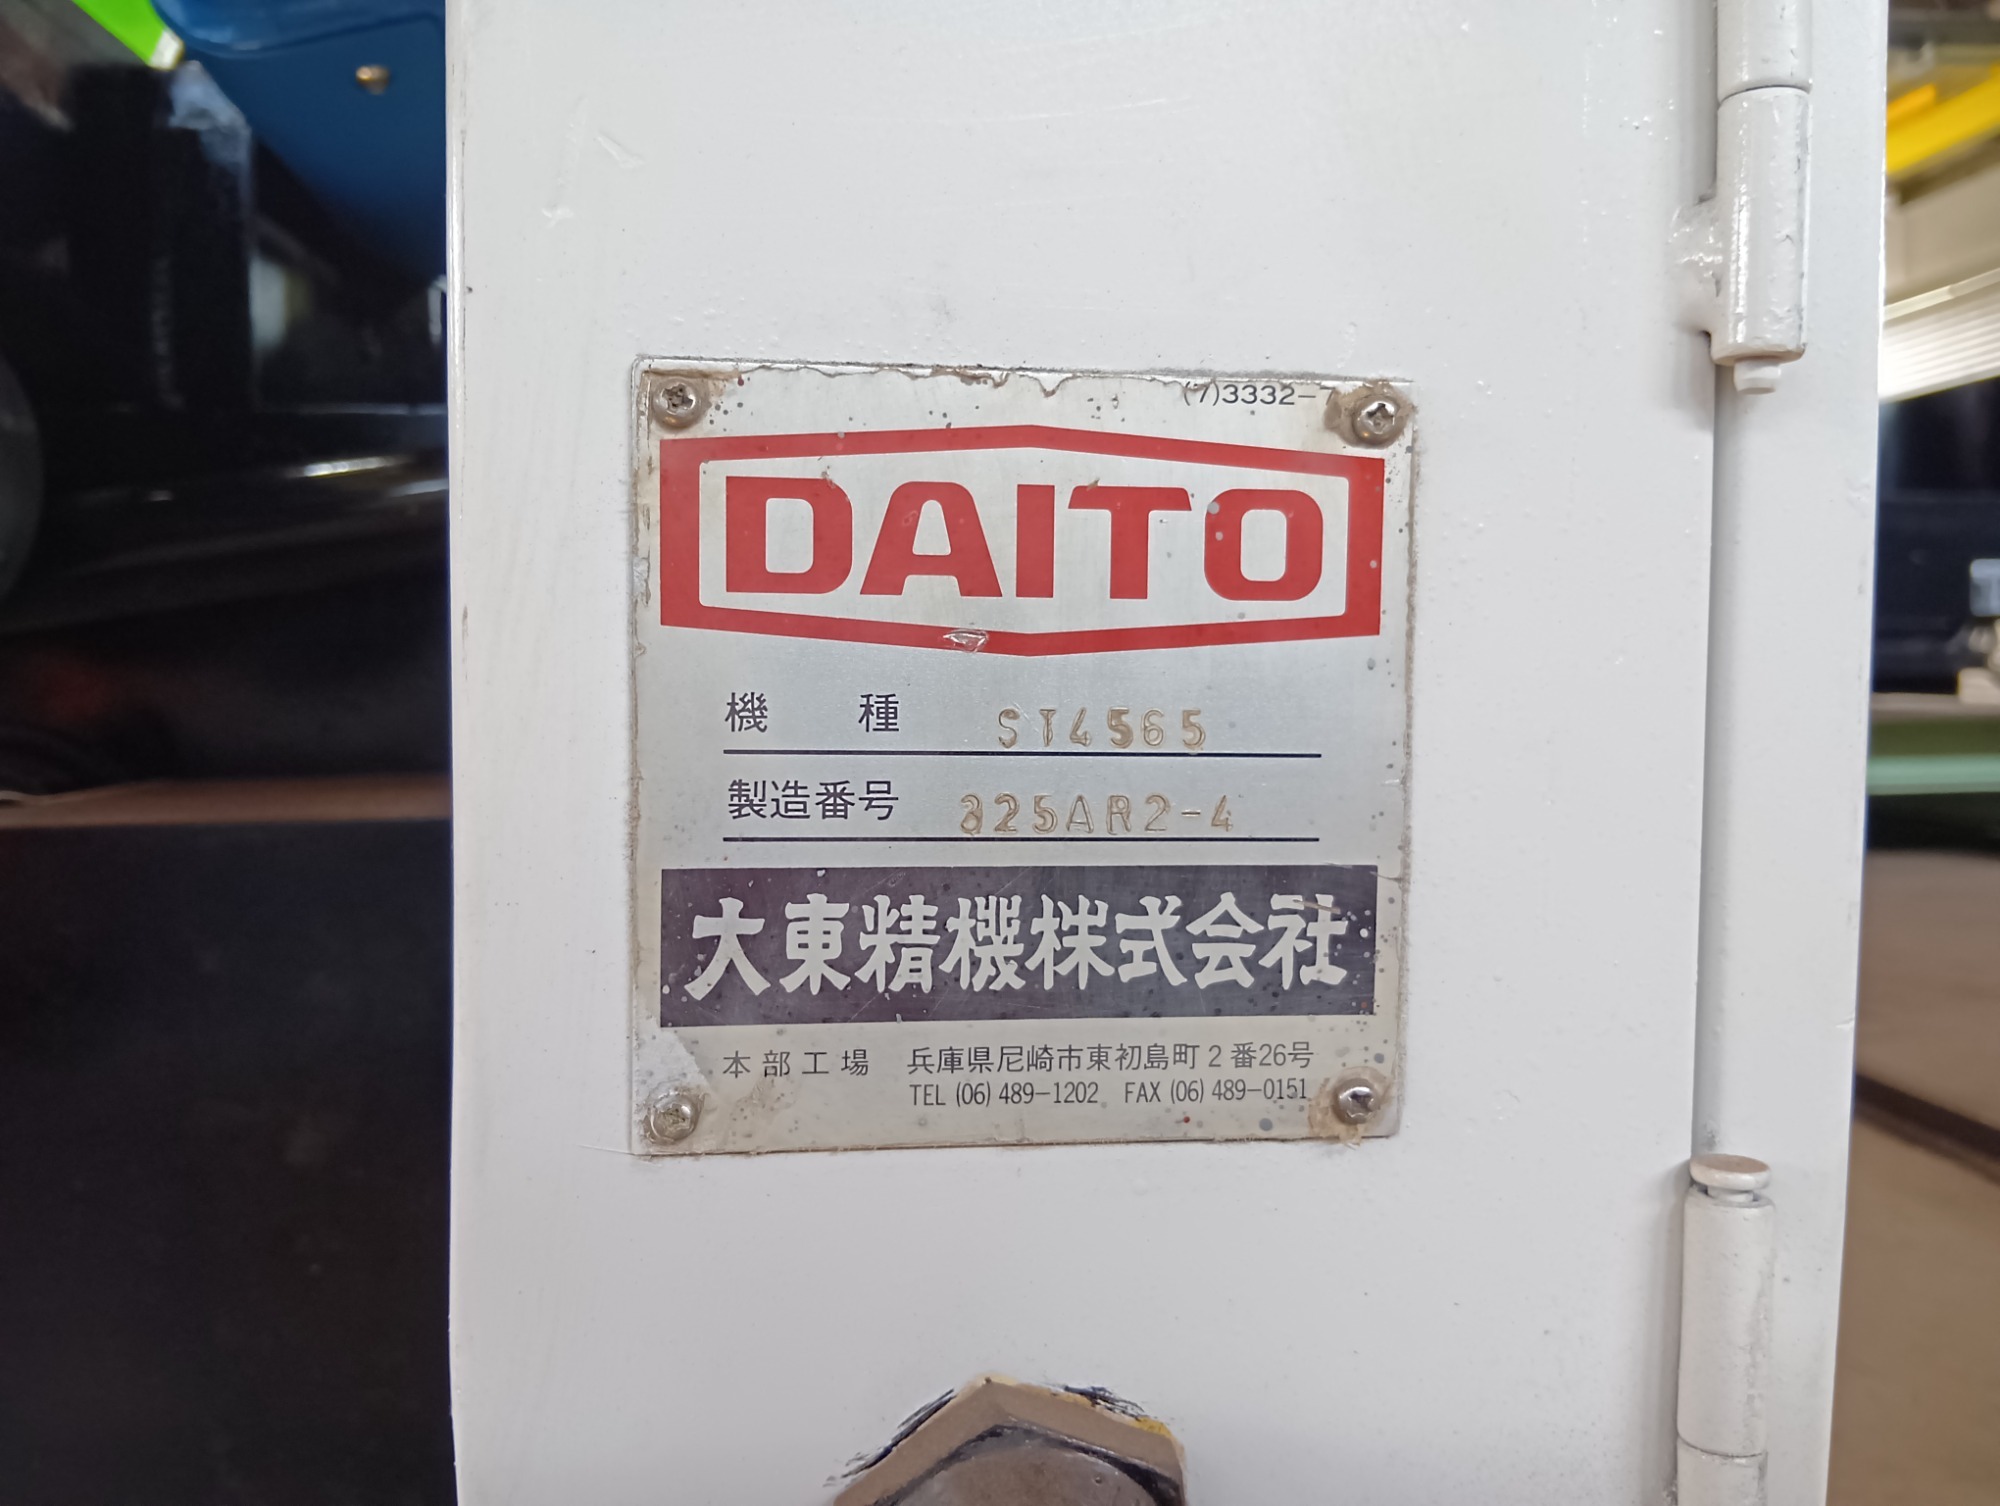 (7)3332-7
DAITO
機 種 ST4565
製造番号 325AR2-4
大東精機株式会社
本部工場 兵庫県尼崎市東初島町2番26号
TEL (06) 489-1202 FAX (06) 489-0151